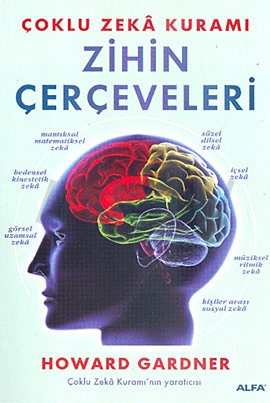 ÇOKLU ZEKÂ KURAMI
ZİHİN
ÇERÇEVELERİ
mantıksal
matematiksel
zekâ
sözel
dilsel
zekâ
bedensel
kinestetik
zekâ
içsel
zekâ
görsel
uzamsal
zekâ
müziksel
ritmik
zekâ
kişiler arası
sosyal zekâ
HOWARD GARDNER
Çoklu Zekâ Kuramı'nın yaratıcısı
ALFA